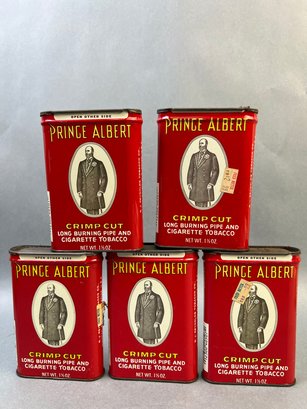 OPEN OTHER SIDE
PRINCE ALBERT
CRIMP CUT
LONG BURNING PIPE AND
CIGARETTE TOBACCO
NET WT. 1½ OZ.
PRINCE ALBERT
CRIMP CUT
LONG BURNING PIPE AND
CIGARETTE TOBACCO
NET WT. 1½ OZ.
OPEN OTHER SIDE
PRINCE ALBERT
CRIMP CUT
LONG BURNING PIPE AND
CIGARETTE TOBACCO
NET WT. 1½ OZ.
OPEN OTHER SIDE
PRINCE ALBERT
CRIMP CUT
LONG BURNING PIPE AND
CIGARETTE TOBACCO
NET WT. 1½ OZ.
OPEN OTHER SIDE
PRINCE ALBERT
CRIMP CUT
LONG BURNING PIPE AND
CIGARETTE TOBACCO
NET WT. 1½ OZ.